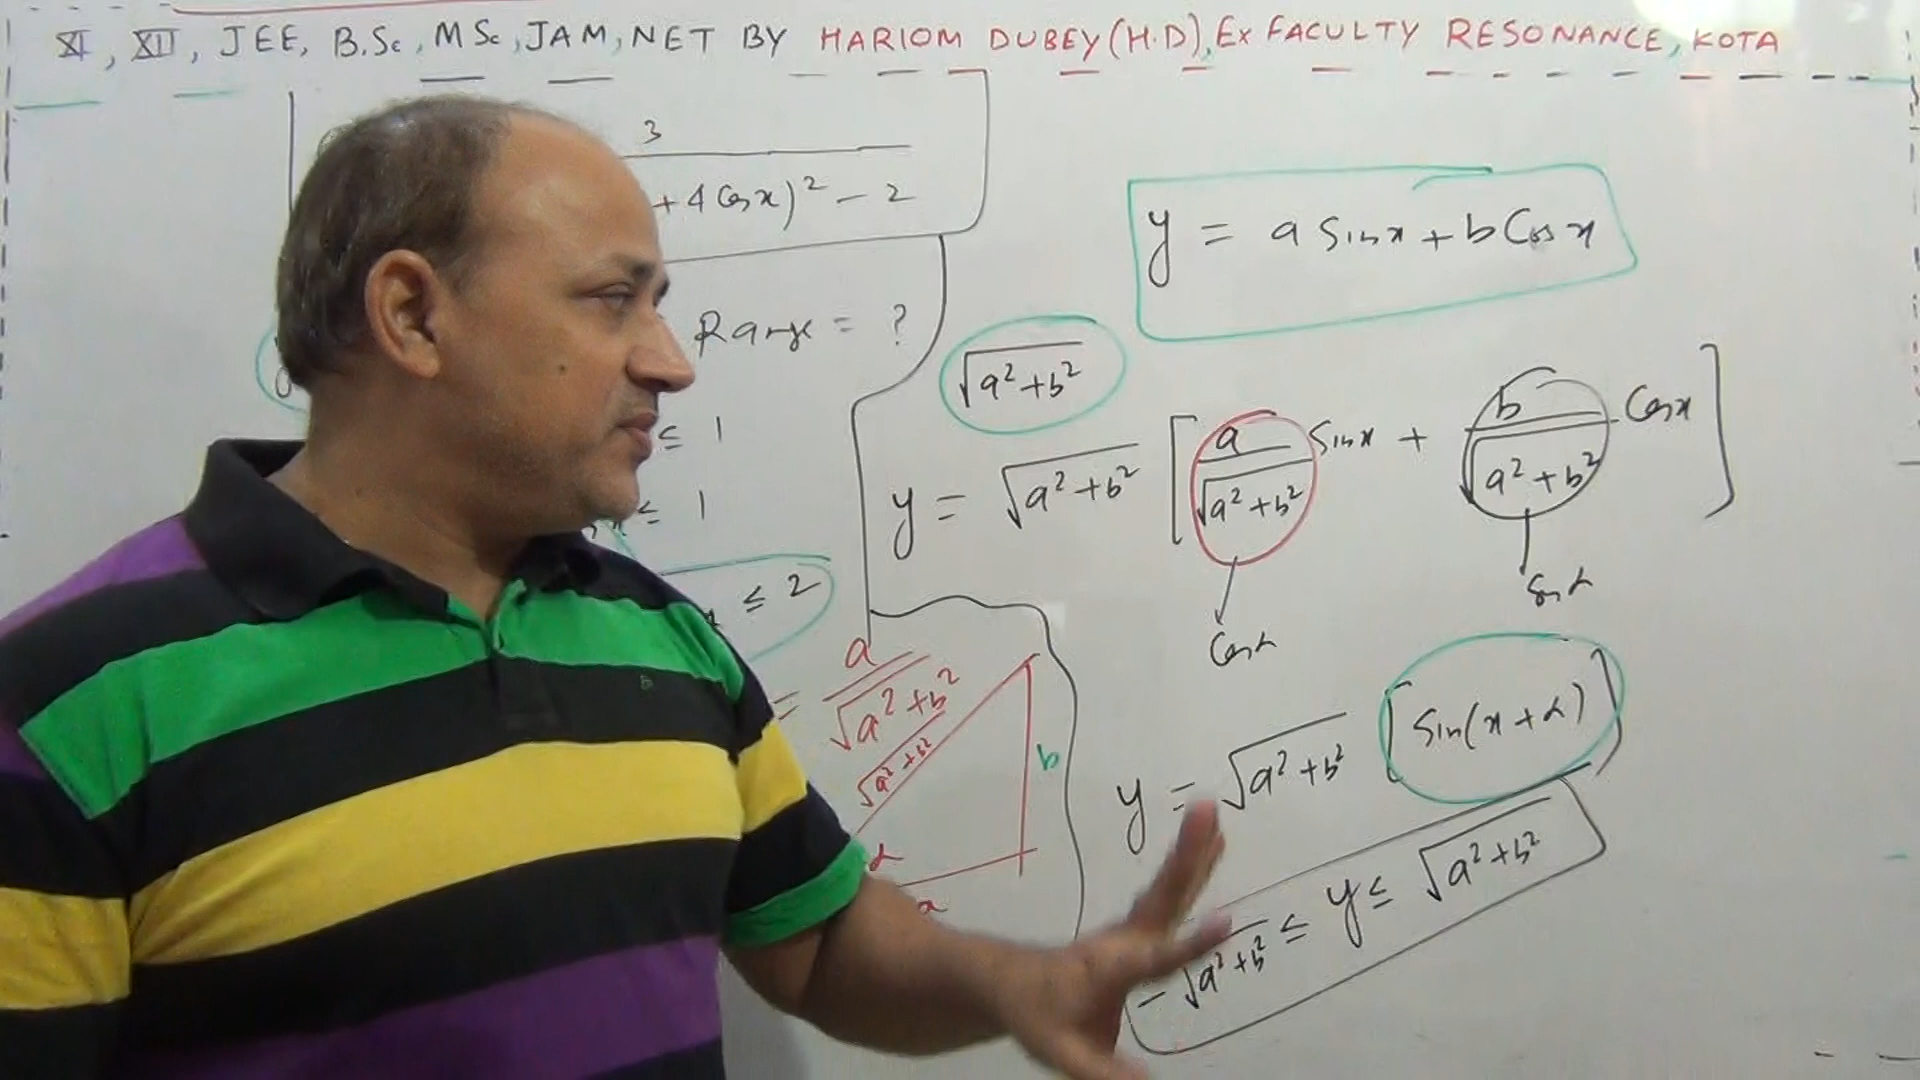 XI, XII, JEE, B.Sc, MSc, JAM, NET BY HARIOM DUBEY(H.D), Ex FACULTY RESONANCE, KOTA
3
+ 4 Cos x)² - 2
Range = ?
≤ 1
≤ 1
≤ 2
= a / √(a² + b²)
√(a² + b²)
b
α
a
y = a Sin x + b Cos x
√(a² + b²)
y = √(a² + b²) [ a / √(a² + b²) Sin x + b / √(a² + b²) Cos x ]
Cos α
Sin α
y = √(a² + b²) [ Sin(x + α) ]
- √(a² + b²) ≤ y ≤ √(a² + b²)